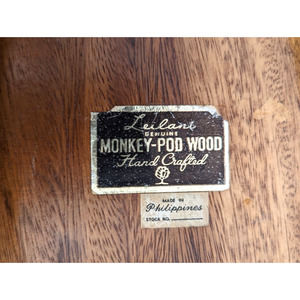 Leilani
GENUINE
MONKEY-POD WOOD
Hand Crafted
MADE IN
Philippines
STOCK NO.